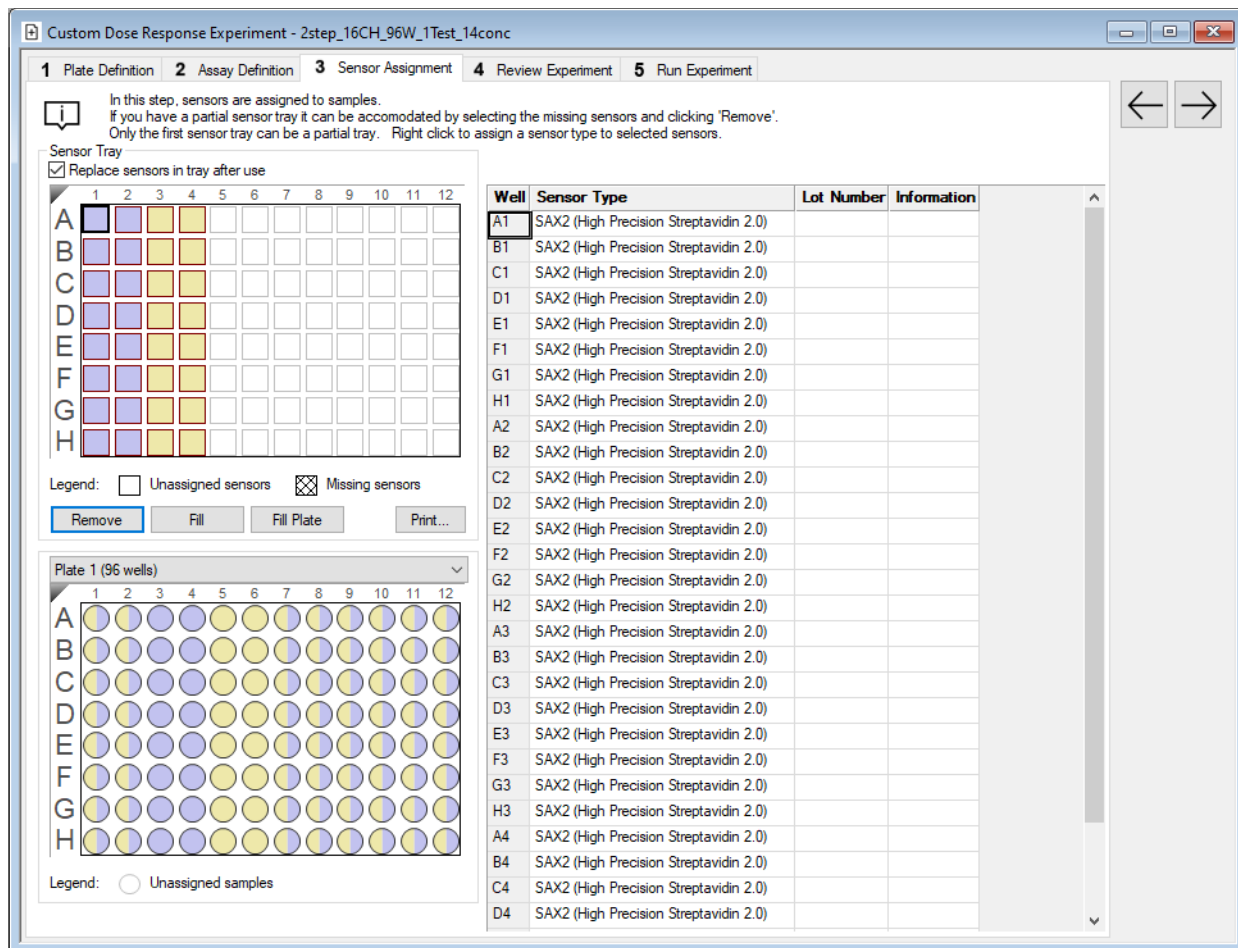 Custom Dose Response Experiment - 2step_16CH_96W_1Test_14conc
1 Plate Definition 2 Assay Definition 3 Sensor Assignment 4 Review Experiment 5 Run Experiment
In this step, sensors are assigned to samples.
If you have a partial sensor tray it can be accomodated by selecting the missing sensors and clicking 'Remove'.
Only the first sensor tray can be a partial tray. Right click to assign a sensor type to selected sensors.
Sensor Tray
Replace sensors in tray after use
1 2 3 4 5 6 7 8 9 10 11 12
A
B
C
D
E
F
G
H
Legend: Unassigned sensors Missing sensors
Remove Fill Fill Plate Print...
Plate 1 (96 wells)
1 2 3 4 5 6 7 8 9 10 11 12
A
B
C
D
E
F
G
H
Legend: Unassigned samples
Well Sensor Type Lot Number Information
A1 SAX2 (High Precision Streptavidin 2.0)
B1 SAX2 (High Precision Streptavidin 2.0)
C1 SAX2 (High Precision Streptavidin 2.0)
D1 SAX2 (High Precision Streptavidin 2.0)
E1 SAX2 (High Precision Streptavidin 2.0)
F1 SAX2 (High Precision Streptavidin 2.0)
G1 SAX2 (High Precision Streptavidin 2.0)
H1 SAX2 (High Precision Streptavidin 2.0)
A2 SAX2 (High Precision Streptavidin 2.0)
B2 SAX2 (High Precision Streptavidin 2.0)
C2 SAX2 (High Precision Streptavidin 2.0)
D2 SAX2 (High Precision Streptavidin 2.0)
E2 SAX2 (High Precision Streptavidin 2.0)
F2 SAX2 (High Precision Streptavidin 2.0)
G2 SAX2 (High Precision Streptavidin 2.0)
H2 SAX2 (High Precision Streptavidin 2.0)
A3 SAX2 (High Precision Streptavidin 2.0)
B3 SAX2 (High Precision Streptavidin 2.0)
C3 SAX2 (High Precision Streptavidin 2.0)
D3 SAX2 (High Precision Streptavidin 2.0)
E3 SAX2 (High Precision Streptavidin 2.0)
F3 SAX2 (High Precision Streptavidin 2.0)
G3 SAX2 (High Precision Streptavidin 2.0)
H3 SAX2 (High Precision Streptavidin 2.0)
A4 SAX2 (High Precision Streptavidin 2.0)
B4 SAX2 (High Precision Streptavidin 2.0)
C4 SAX2 (High Precision Streptavidin 2.0)
D4 SAX2 (High Precision Streptavidin 2.0)